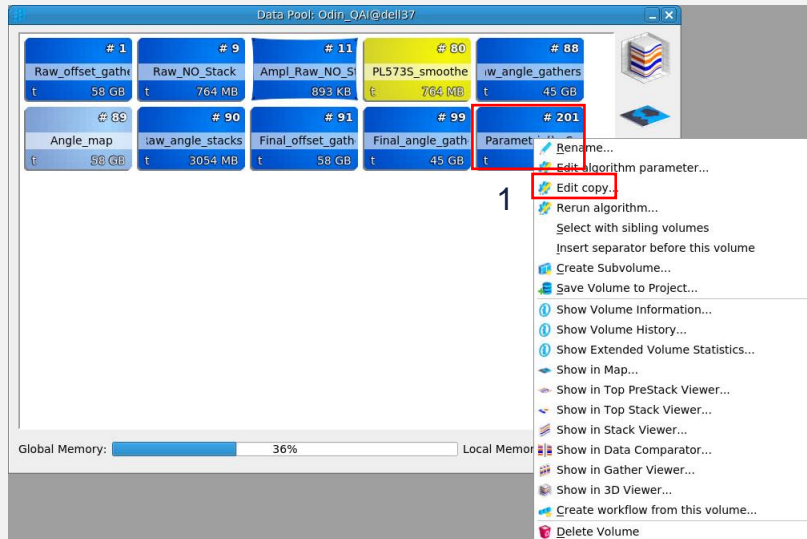 Data Pool: Odin_QAI@dell37
# 1 # 9 # 11 # 80 # 88
Raw_offset_gathe Raw_NO_Stack Ampl_Raw_NO_St PL573S_smoothe ıw_angle_gathers
t 58 GB t 764 MB 893 KB t 764 MB t 45 GB
# 89 # 90 # 91 # 99 # 201
Angle_map ıaw_angle_stacks Final_offset_gath Final_angle_gath
t 58 GB t 3054 MB t 58 GB t 45 GB t
1
Rename...
Edit algorithm parameter...
Edit copy...
Rerun algorithm...
Select with sibling volumes
Insert separator before this volume
Create Subvolume...
Save Volume to Project...
Show Volume Information...
Show Volume History...
Show Extended Volume Statistics...
Show in Map...
Show in Top PreStack Viewer...
Show in Top Stack Viewer...
Show in Stack Viewer...
Show in Data Comparator...
Show in Gather Viewer...
Show in 3D Viewer...
Create workflow from this volume...
Delete Volume
Global Memory: 36% Local Memor